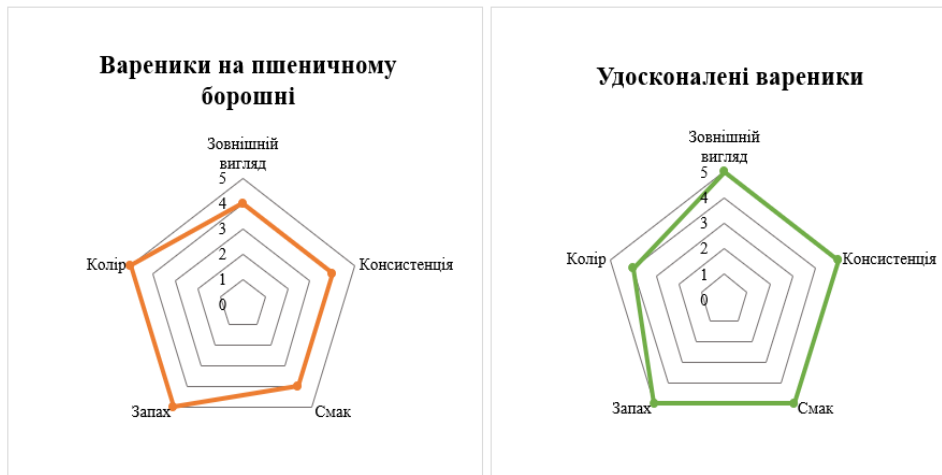 Вареники на пшеничному
борошні
Зовнішній
вигляд
5
4
3
2
1
0
Колір
Консистенція
Запах
Смак
Удосконалені вареники
Зовнішній
вигляд
5
4
3
2
1
0
Колір
Консистенція
Запах
Смак